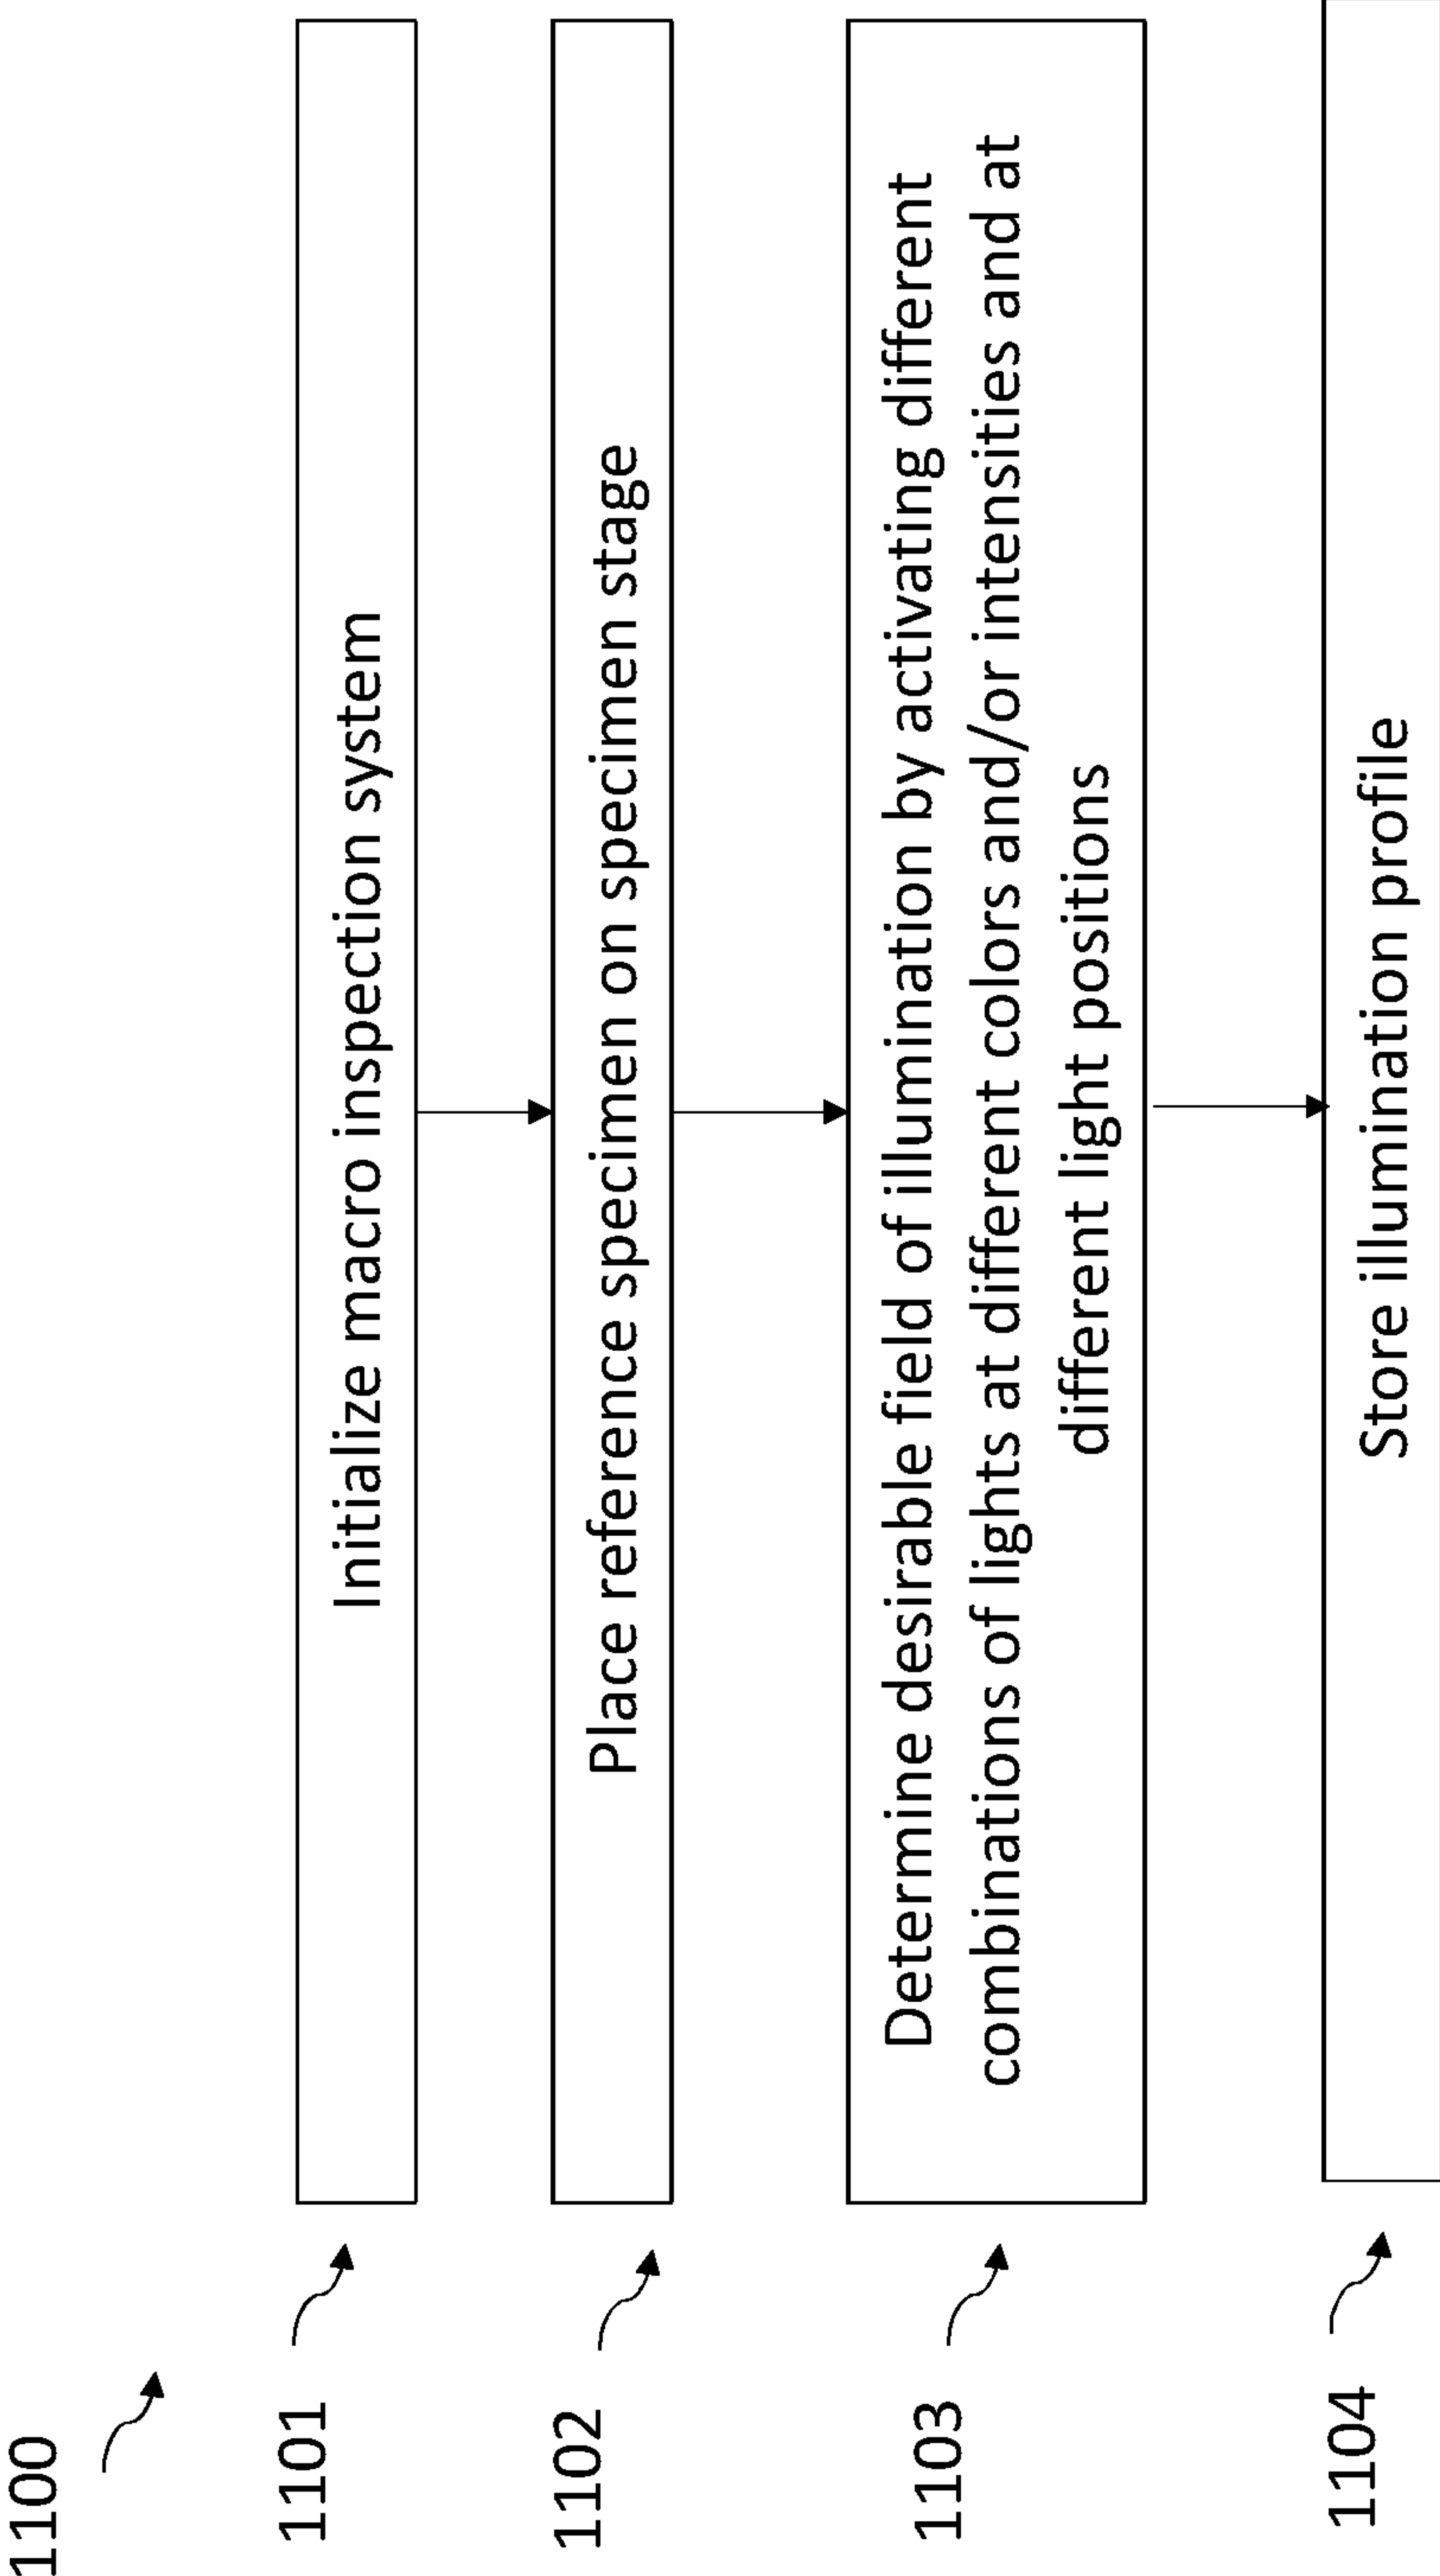 1100
1101
Initialize macro inspection system
1102
Place reference specimen on specimen stage
1103
Determine desirable field of illumination by activating different
combinations of lights at different colors and/or intensities and at
different light positions
1104
Store illumination profile